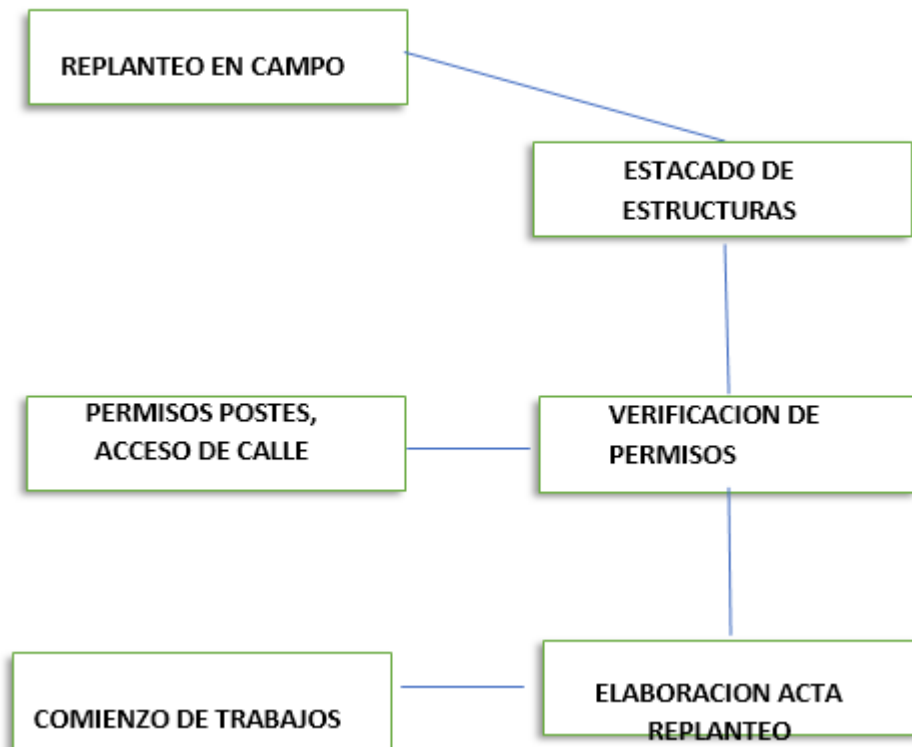 REPLANTEO EN CAMPO
ESTACADO DE
ESTRUCTURAS
PERMISOS POSTES,
ACCESO DE CALLE
VERIFICACION DE
PERMISOS
COMIENZO DE TRABAJOS
ELABORACION ACTA
REPLANTEO